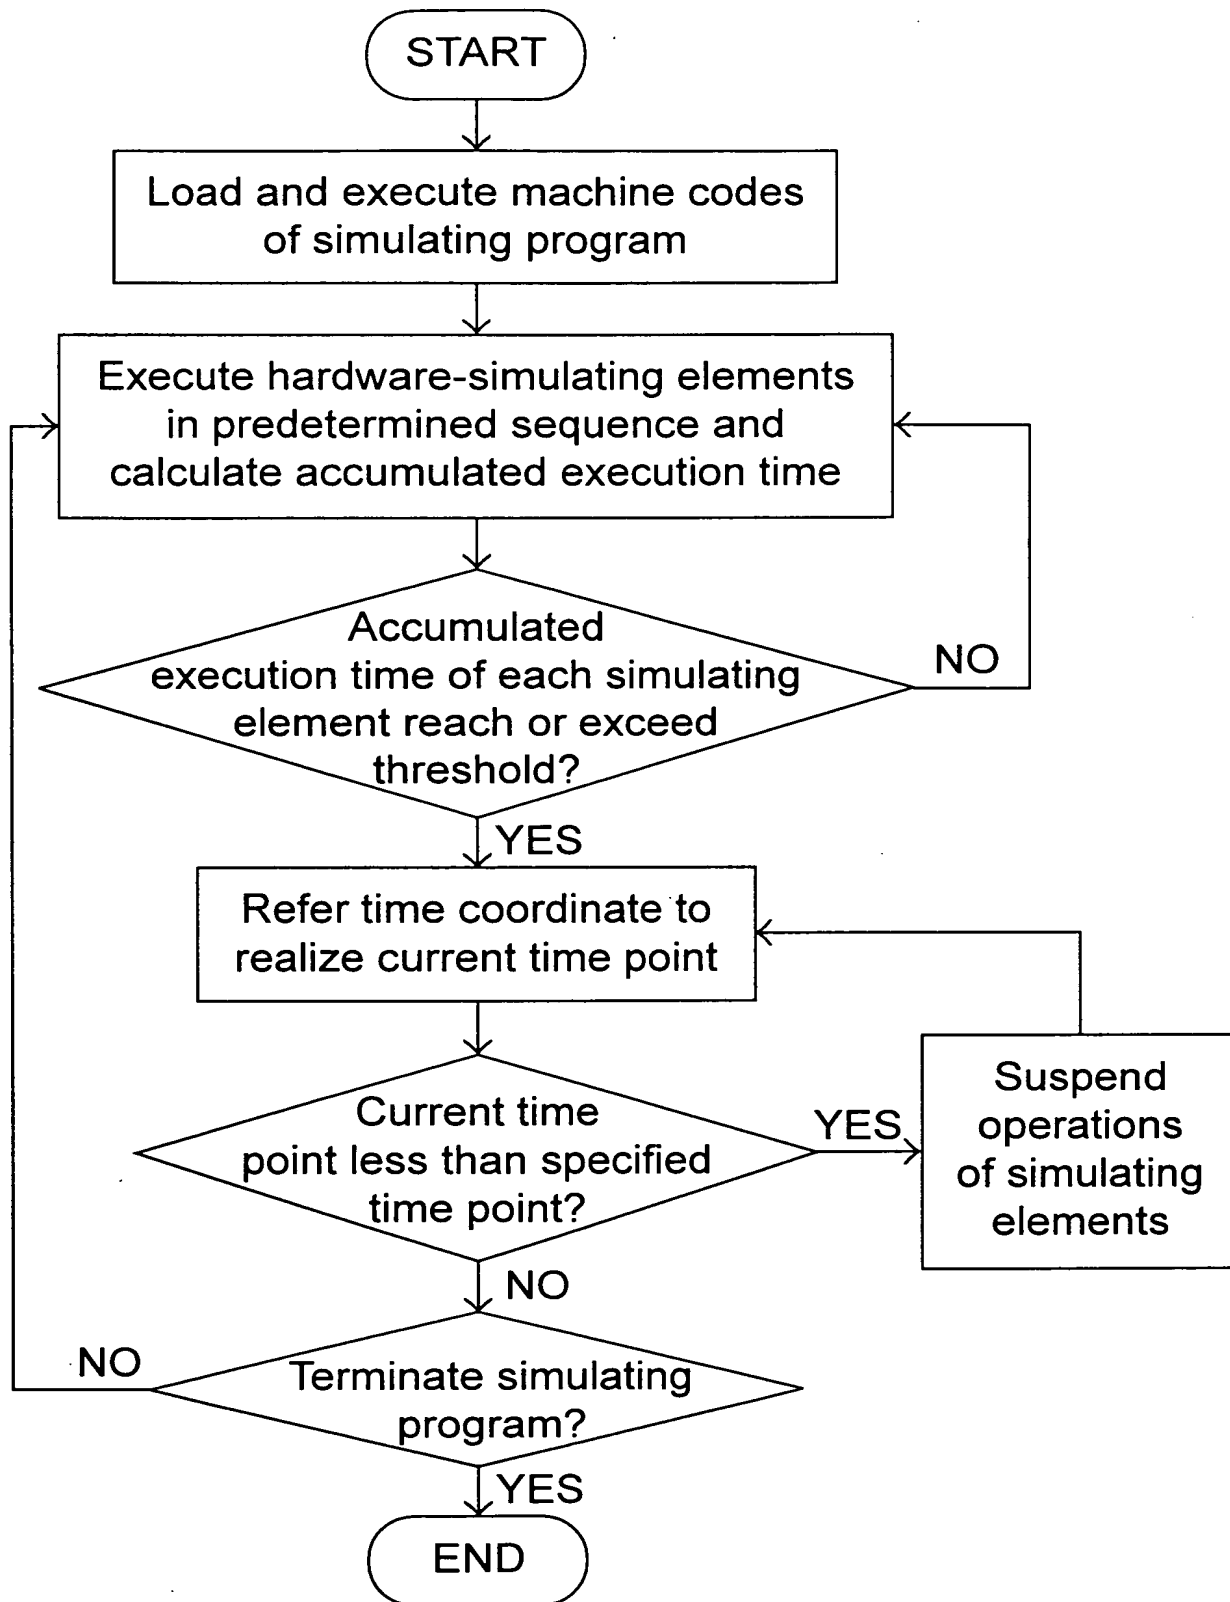 START
Load and execute machine codes
of simulating program
Execute hardware-simulating elements
in predetermined sequence and
calculate accumulated execution time
Accumulated
execution time of each simulating
element reach or exceed
threshold?
NO
YES
Refer time coordinate to
realize current time point
Current time
point less than specified
time point?
YES
Suspend
operations
of simulating
elements
NO
Terminate simulating
program?
NO
YES
END